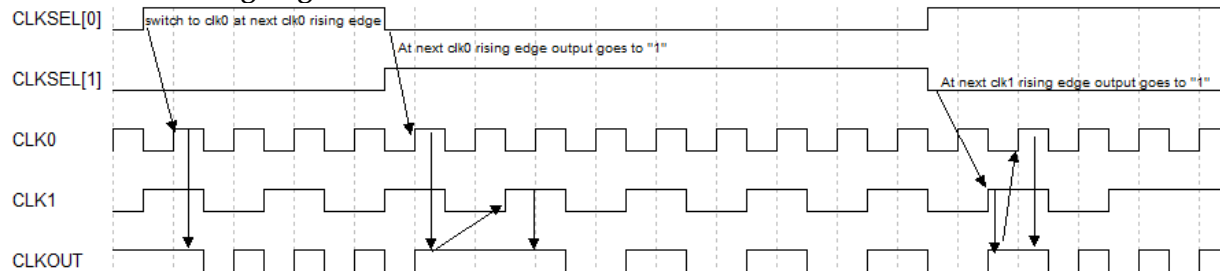 CLKSEL[0]
switch to clk0 at next clk0 rising edge
At next clk0 rising edge output goes to "1"
CLKSEL[1]
At next clk1 rising edge output goes to "1"
CLK0
CLK1
CLKOUT